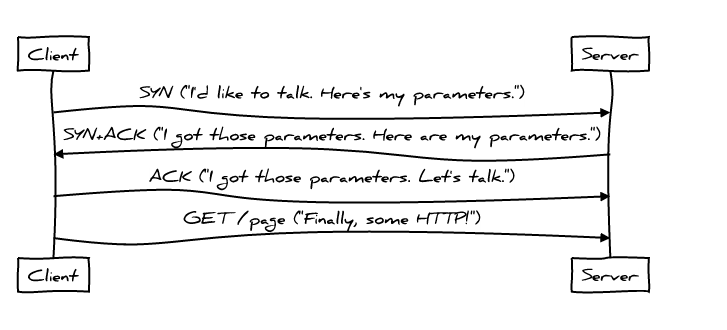 Client
Server
SYN ("I'd like to talk. Here's my parameters.")
SYN+ACK ("I got those parameters. Here are my parameters.")
ACK ("I got those parameters. Let's talk.")
GET /page ("Finally, some HTTP!")
Client
Server